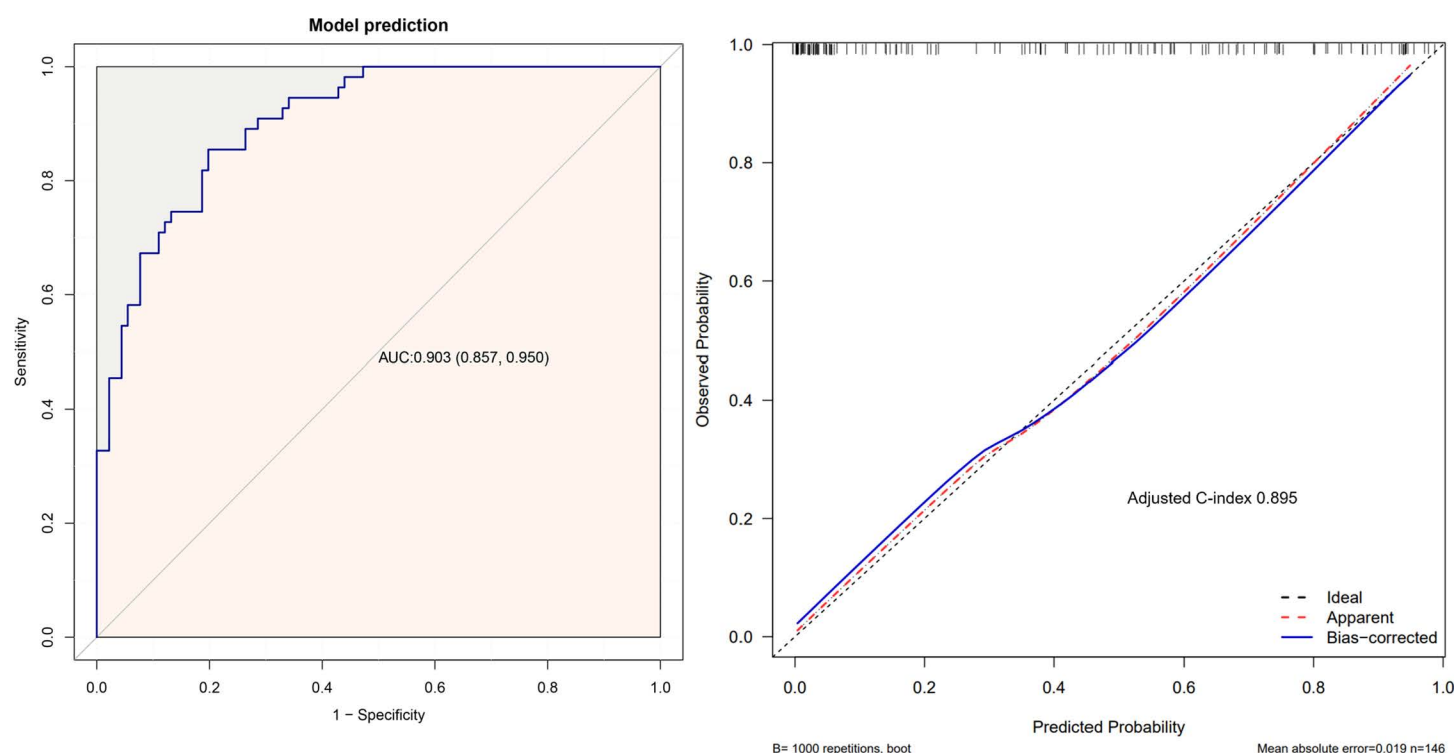 Model prediction
1.0
0.8
0.6
0.4
0.2
0.0
Sensitivity
AUC:0.903 (0.857, 0.950)
0.0 0.2 0.4 0.6 0.8 1.0
1 − Specificity
1.0
0.8
0.6
0.4
0.2
0.0
Observed Probability
Adjusted C-index 0.895
Ideal
Apparent
Bias−corrected
0.0 0.2 0.4 0.6 0.8 1.0
Predicted Probability
B= 1000 repetitions, boot
Mean absolute error=0.019 n=146